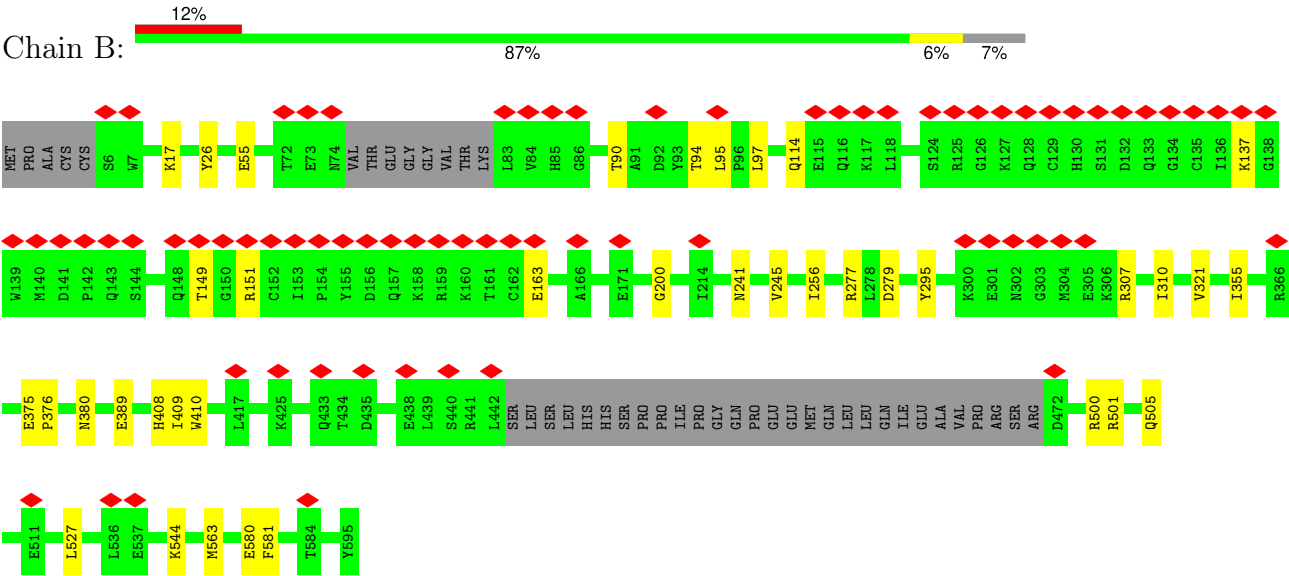 12%
Chain B:
87% 6% 7%
MET PRO ALA CYS CYS S6 W7 K17 Y26 E55 T72 E73 N74 VAL THR GLU GLY GLY VAL THR LYS L83 V84 H85 G86 T90 A91 D92 Y93 T94 L95 P96 L97 Q114 E115 Q116 K117 L118 S124 R125 G126 K127 Q128 C129 H130 S131 D132 Q133 G134 C135 I136 K137 G138
W139 M140 D141 P142 Q143 S144 Q148 T149 G150 R151 C152 I153 P154 Y155 D156 Q157 K158 R159 K160 T161 C162 E163 A166 E171 G200 I214 N241 V245 I256 R277 L278 D279 Y295 K300 E301 N302 G303 M304 E305 K306 R307 I310 V321 I355 R366
E375 P376 N380 E389 H408 I409 W410 L417 K425 Q433 T434 D435 E438 L439 S440 R441 L442 SER LEU SER LEU HIS HIS SER PRO PRO ILE PRO GLY GLN PRO GLU GLU MET GLN LEU LEU GLN ILE GLU ALA VAL PRO ARG SER ARG D472 R500 R501 Q505
E511 L527 L536 E537 K544 M563 E580 F581 T584 Y595